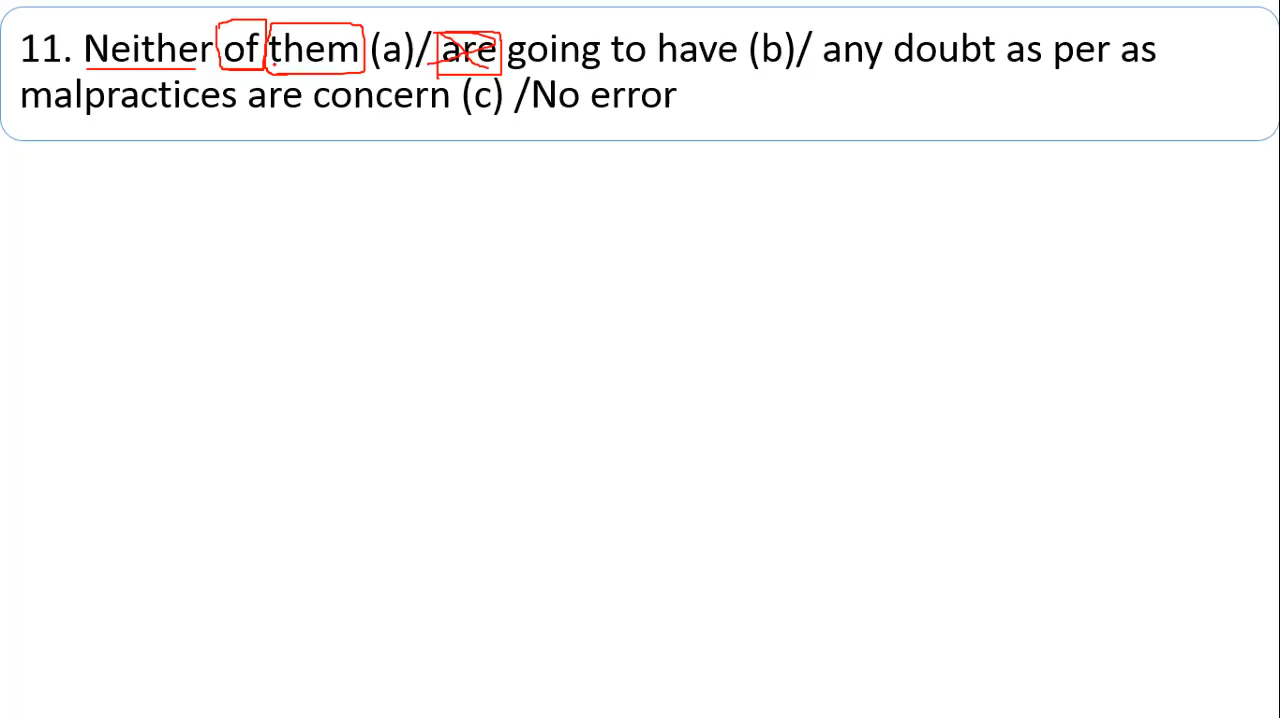 11. Neither of them (a)/ are going to have (b)/ any doubt as per as
malpractices are concern (c) /No error